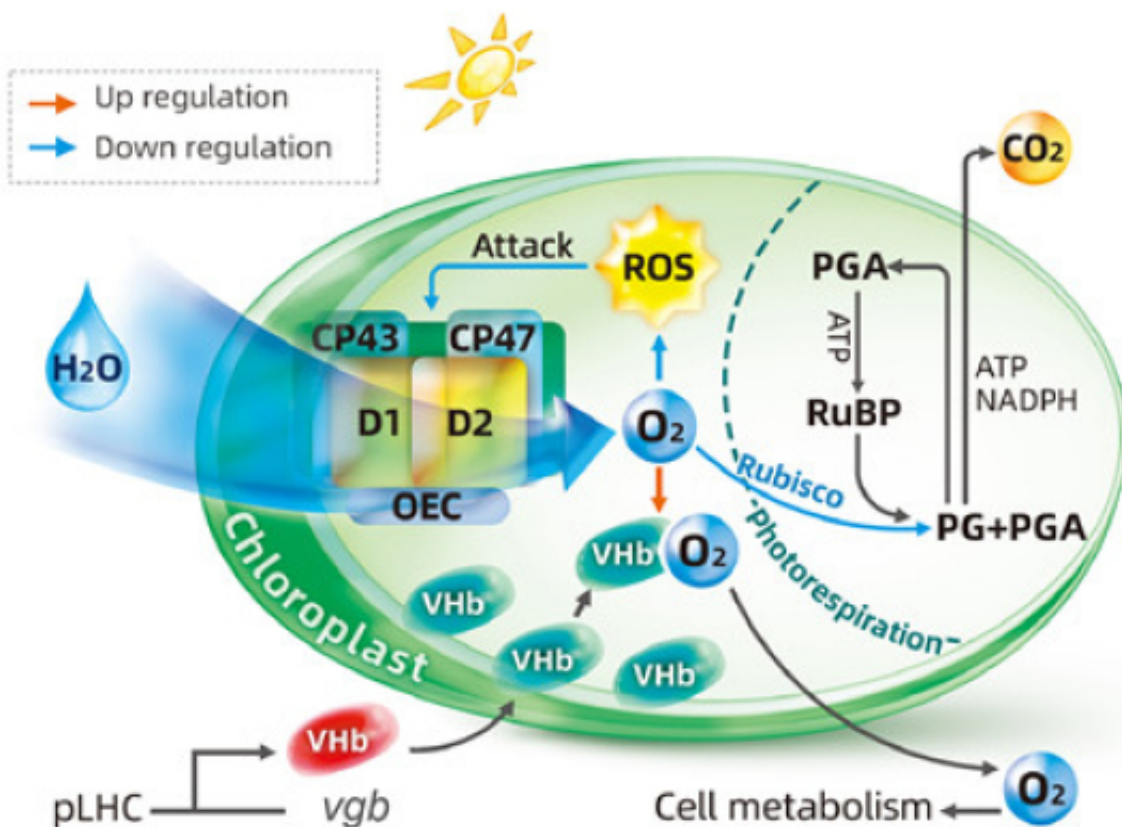 Up regulation
Down regulation
CO₂
Attack
ROS
PGA
CP43
CP47
H₂O
ATP
ATP
NADPH
D1
D2
O₂
RuBP
Rubisco
OEC
PG+PGA
VHb
O₂
Chloroplast
Photorespiration
VHb
VHb
VHb
VHb
pLHC
vgb
Cell metabolism
O₂